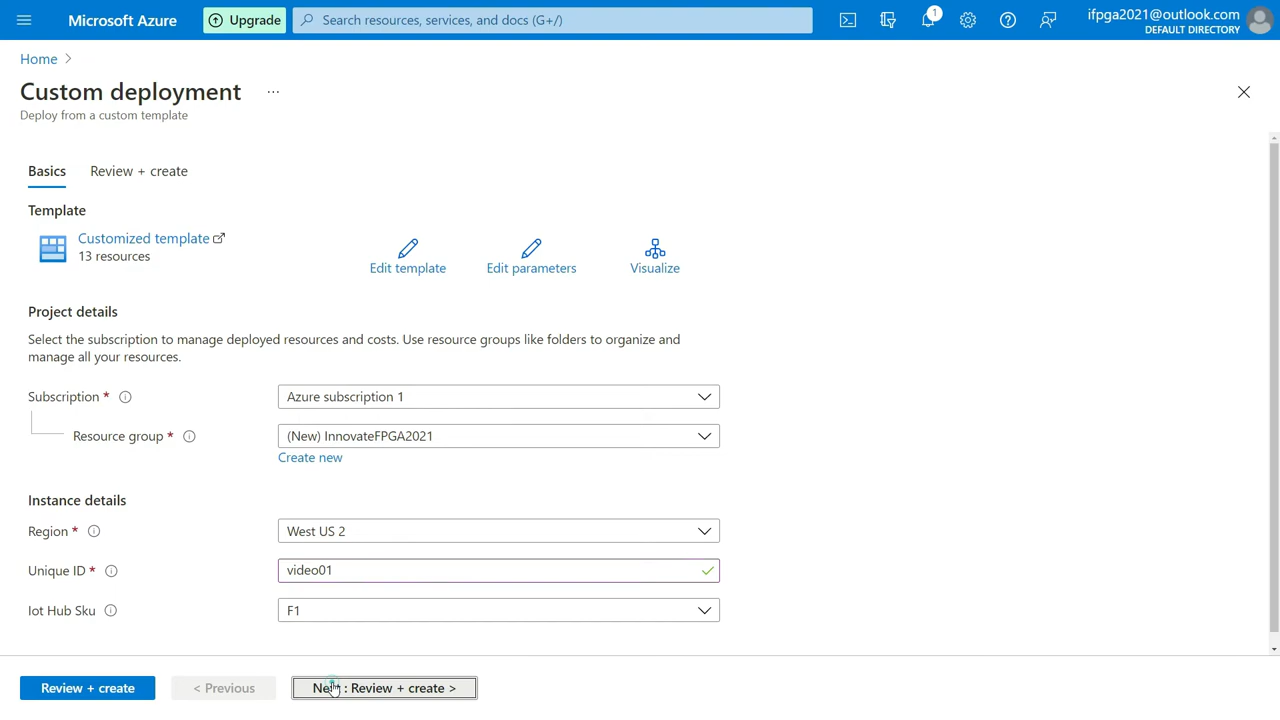 Microsoft Azure
Upgrade
Search resources, services, and docs (G+/)
1
ifpga2021@outlook.com
DEFAULT DIRECTORY
Home >
Custom deployment ...
Deploy from a custom template
Basics
Review + create
Template
Customized template
13 resources
Edit template
Edit parameters
Visualize
Project details
Select the subscription to manage deployed resources and costs. Use resource groups like folders to organize and
manage all your resources.
Subscription *
Azure subscription 1
Resource group *
(New) InnovateFPGA2021
Create new
Instance details
Region *
West US 2
Unique ID *
video01
Iot Hub Sku
F1
Review + create
< Previous
: Review + create >